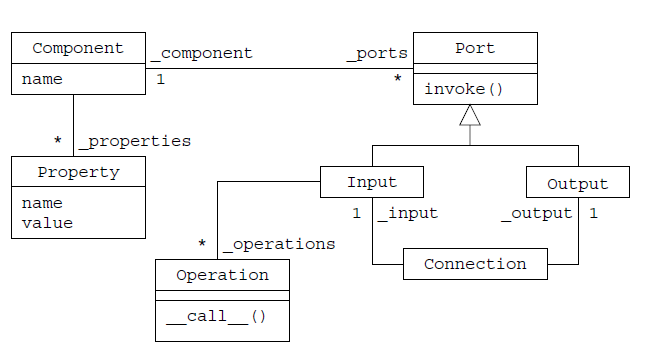 Component
_component
_ports
Port
name
1
*
invoke()
*
_properties
Property
name
value
Input
Output
1
_input
_output
1
*
_operations
Connection
Operation
__call__()